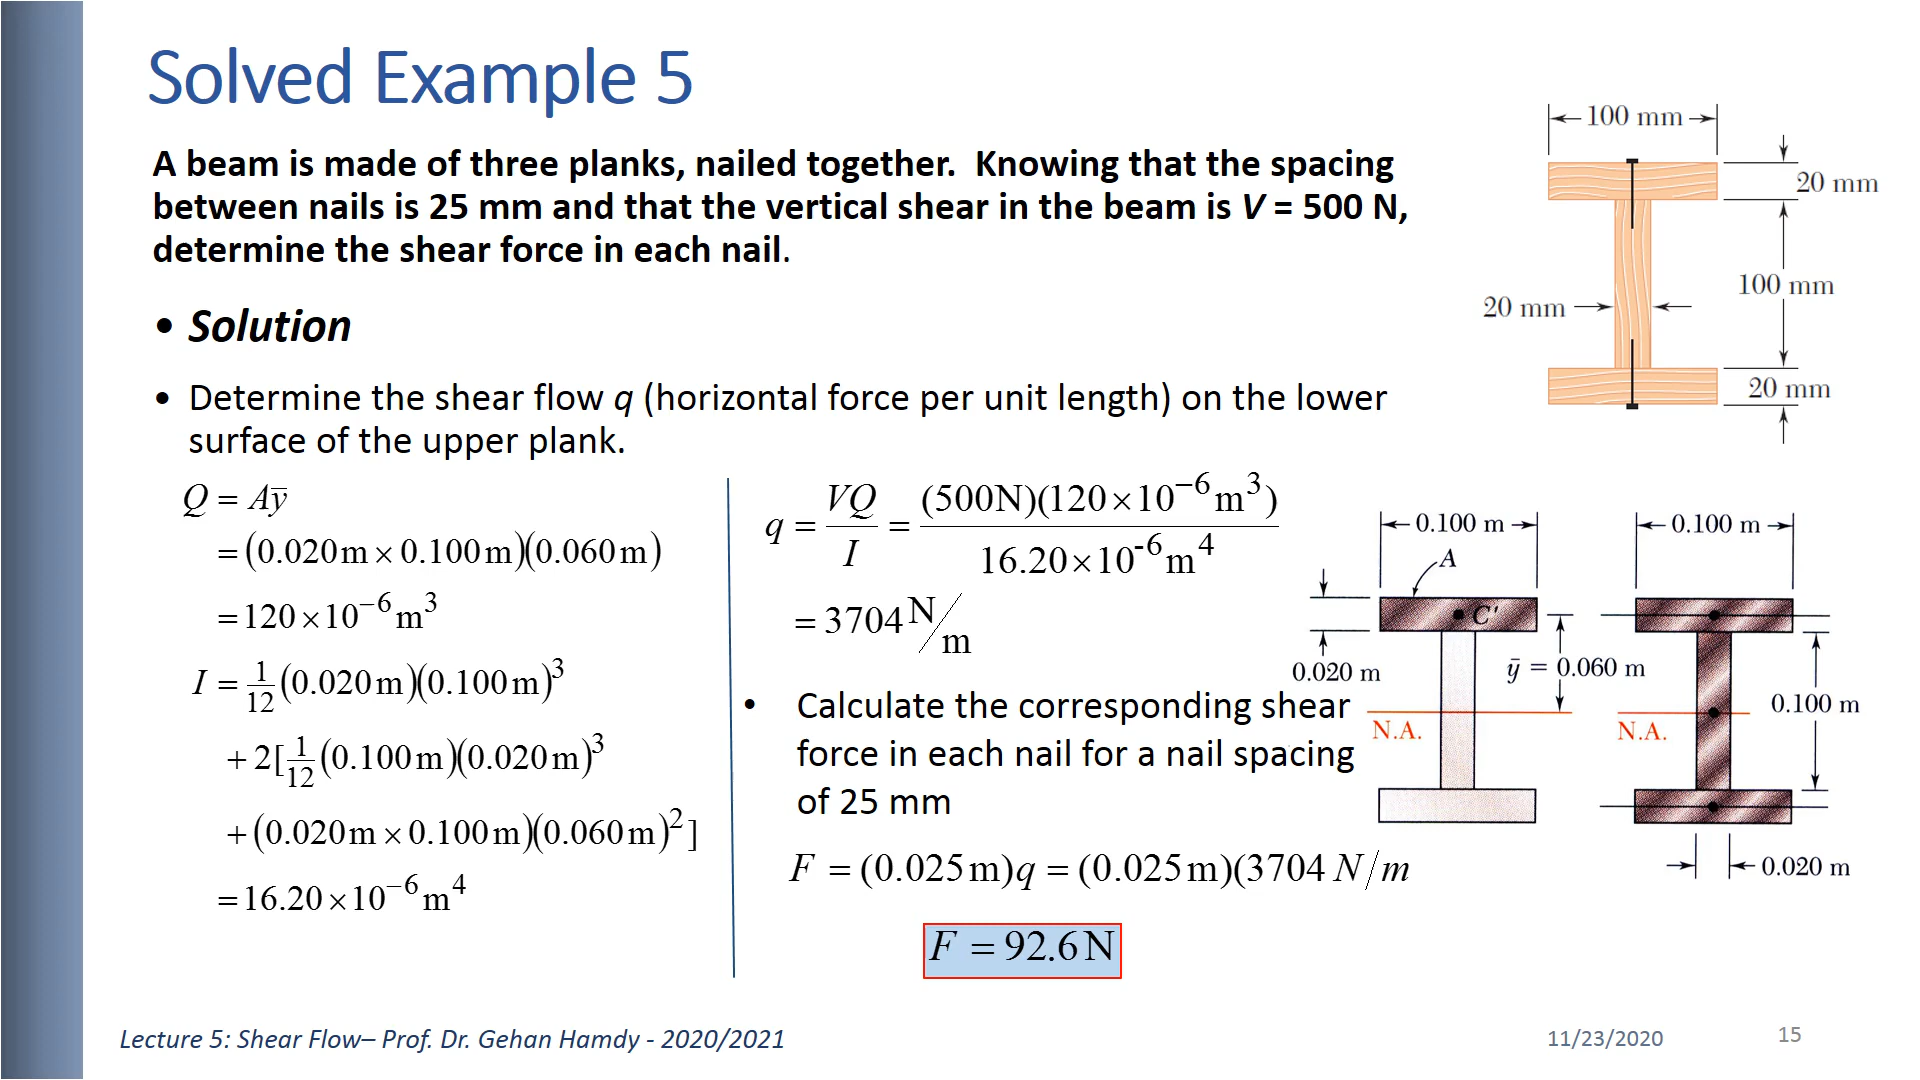 Solved Example 5
A beam is made of three planks, nailed together. Knowing that the spacing
between nails is 25 mm and that the vertical shear in the beam is V = 500 N,
determine the shear force in each nail.
• Solution
• Determine the shear flow q (horizontal force per unit length) on the lower
surface of the upper plank.
Q = Aȳ
= (0.020 m × 0.100 m)(0.060 m)
= 120 × 10⁻⁶ m³
I = 1/12 (0.020 m)(0.100 m)³
+ 2[1/12 (0.100 m)(0.020 m)³
+ (0.020 m × 0.100 m)(0.060 m)²]
= 16.20 × 10⁻⁶ m⁴
q = VQ/I = (500N)(120 × 10⁻⁶ m³) / 16.20 × 10⁻⁶ m⁴
= 3704 N/m
• Calculate the corresponding shear
force in each nail for a nail spacing
of 25 mm
F = (0.025 m)q = (0.025 m)(3704 N/m
F = 92.6 N
100 mm
20 mm
100 mm
20 mm
20 mm
0.100 m
A
C'
0.020 m
ȳ = 0.060 m
N.A.
0.100 m
0.100 m
N.A.
0.020 m
Lecture 5: Shear Flow– Prof. Dr. Gehan Hamdy - 2020/2021
11/23/2020
15